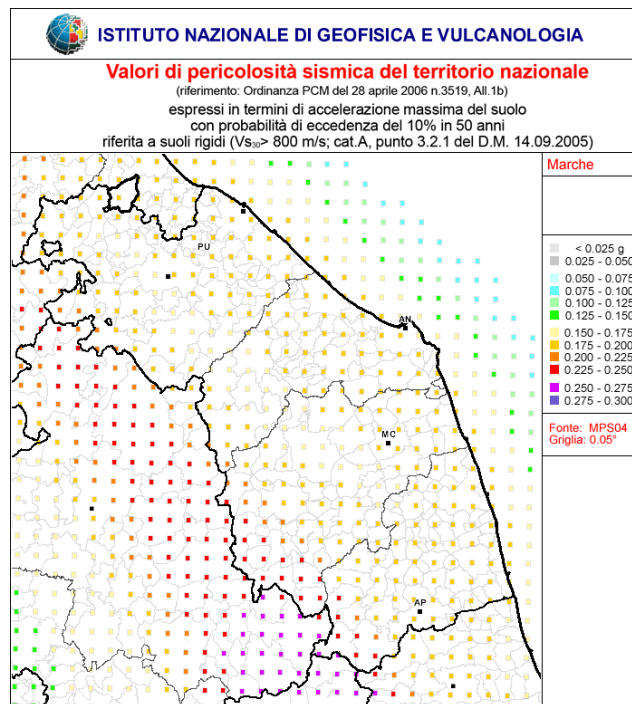 ISTITUTO NAZIONALE DI GEOFISICA E VULCANOLOGIA
Valori di pericolosità sismica del territorio nazionale
(riferimento: Ordinanza PCM del 28 aprile 2006 n.3519, All.1b)
espressi in termini di accelerazione massima del suolo
con probabilità di eccedenza del 10% in 50 anni
riferita a suoli rigidi (Vs₃₀> 800 m/s; cat.A, punto 3.2.1 del D.M. 14.09.2005)
Marche
< 0.025 g
0.025 - 0.050
0.050 - 0.075
0.075 - 0.100
0.100 - 0.125
0.125 - 0.150
0.150 - 0.175
0.175 - 0.200
0.200 - 0.225
0.225 - 0.250
0.250 - 0.275
0.275 - 0.300
Fonte: MPS04
Griglia: 0.05°
PU
AN
MC
AP